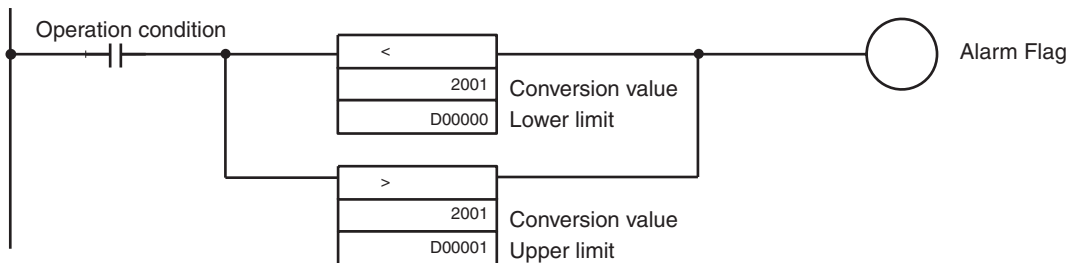 Operation condition
<
2001 Conversion value
D00000 Lower limit
Alarm Flag
>
2001 Conversion value
D00001 Upper limit